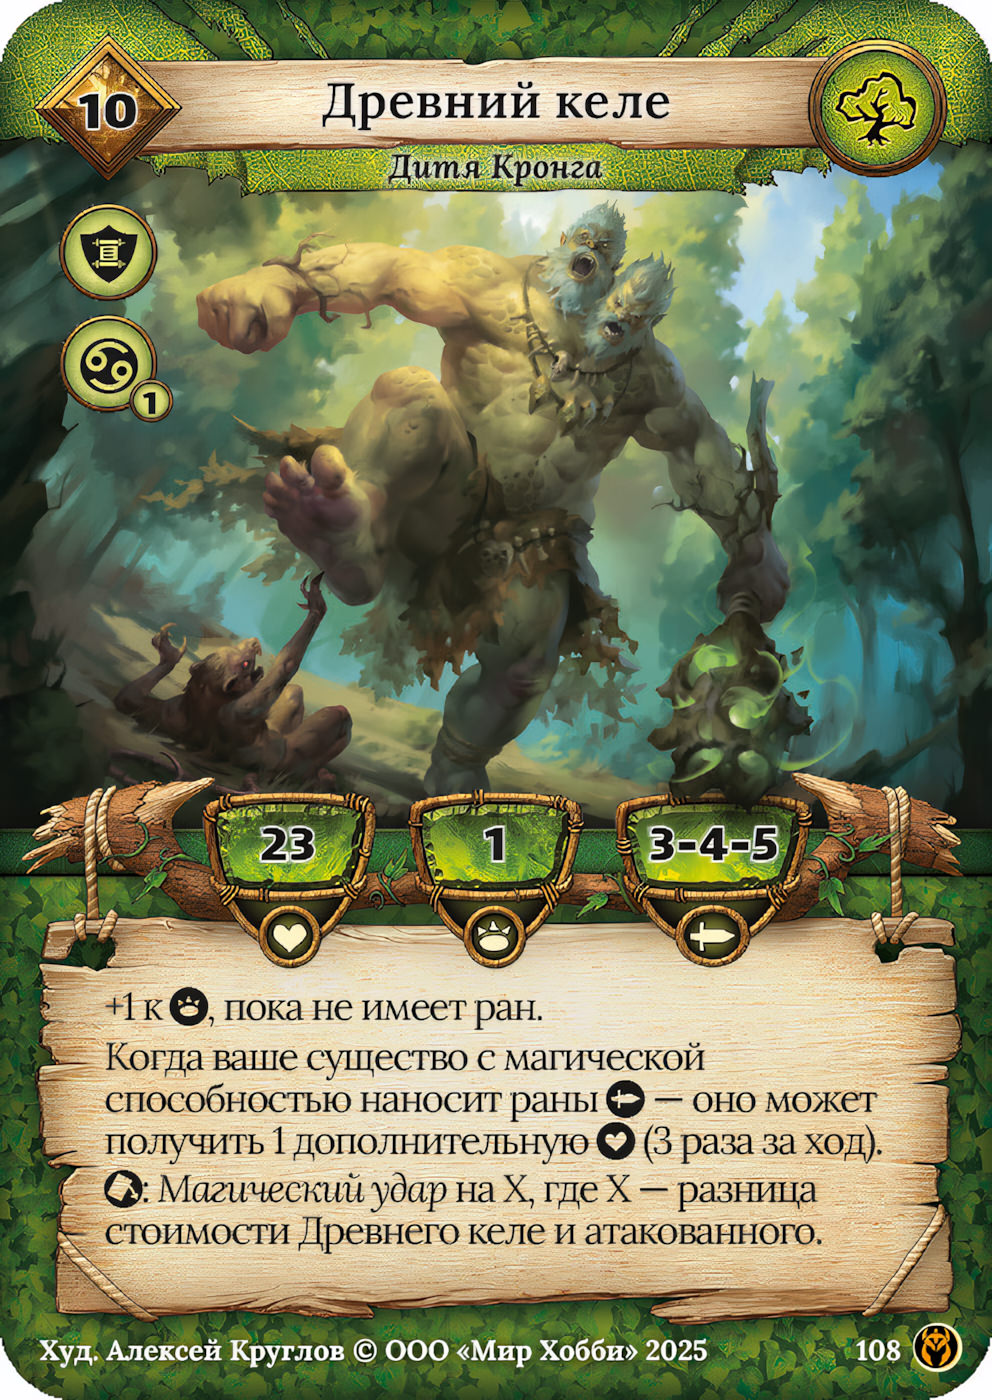 10
Древний келе
Дитя Кронга
1
23
1
3-4-5
+1 к , пока не имеет ран.
Когда ваше существо с магической
способностью наносит раны — оно может
получить 1 дополнительную (3 раза за ход).
: Магический удар на X, где X — разница
стоимости Древнего келе и атакованного.
Худ. Алексей Круглов © ООО «Мир Хобби» 2025
108